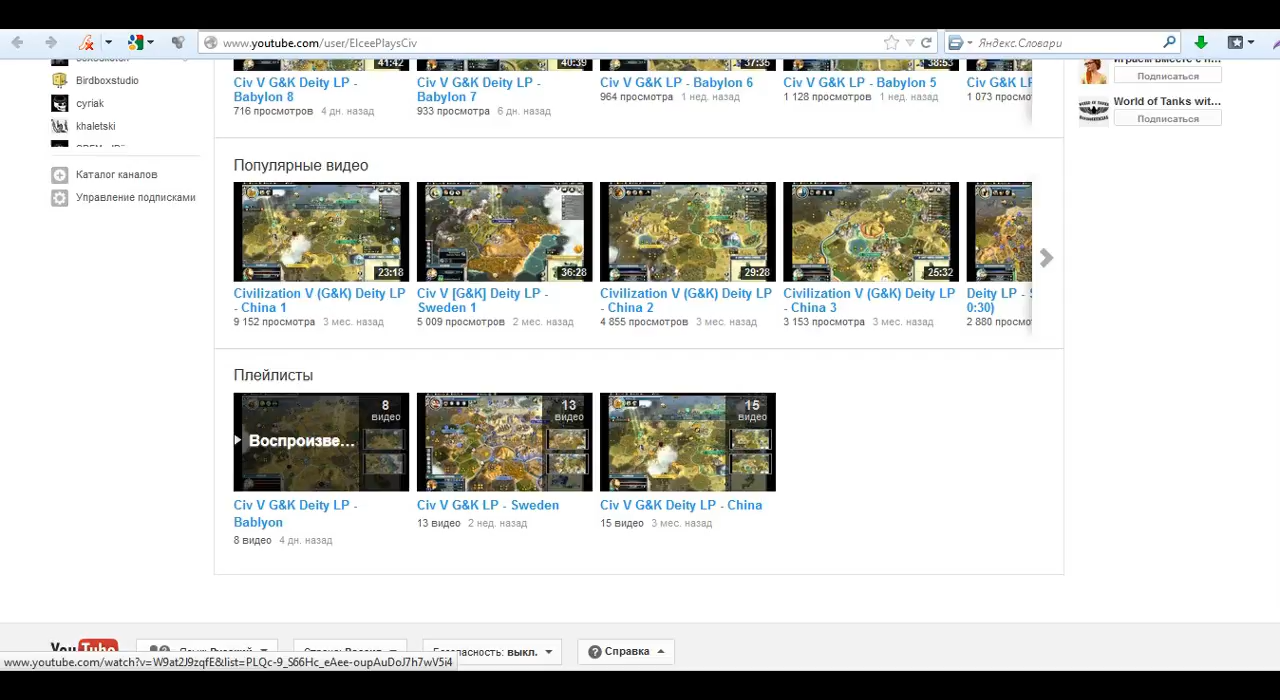 www.youtube.com/user/ElceePlaysCiv
Яндекс.Словари
Birdboxstudio
cyriak
khaletski
Каталог каналов
Управление подписками
41:42
40:39
37:35
38:53
Civ V G&K Deity LP - Babylon 8
716 просмотров 4 дн. назад
Civ V G&K Deity LP - Babylon 7
933 просмотра 6 дн. назад
Civ V G&K LP - Babylon 6
964 просмотра 1 нед. назад
Civ V G&K LP - Babylon 5
1 128 просмотров 1 нед. назад
Civ G&K LF
1 073 просмо
Подписаться
World of Tanks wit...
Подписаться
Популярные видео
23:18
36:28
29:28
25:32
Civilization V (G&K) Deity LP - China 1
9 152 просмотра 3 мес. назад
Civ V [G&K] Deity LP - Sweden 1
5 009 просмотров 2 мес. назад
Civilization V (G&K) Deity LP - China 2
4 855 просмотров 3 мес. назад
Civilization V (G&K) Deity LP - China 3
3 153 просмотра 3 мес. назад
Deity LP -
0:30)
2 880 просмо
Плейлисты
8 видео
Воспроизве...
13 видео
15 видео
Civ V G&K Deity LP - Bablyon
8 видео 4 дн. назад
Civ V G&K LP - Sweden
13 видео 2 нед. назад
Civ V G&K Deity LP - China
15 видео 3 мес. назад
YouTube
Язык: Русский
Страна: Россия
Безопасность: выкл.
Справка
www.youtube.com/watch?v=W9at2J9zqfE&list=PLQc-9_S66Hc_eAee-oupAuDoJ7h7wV5i4